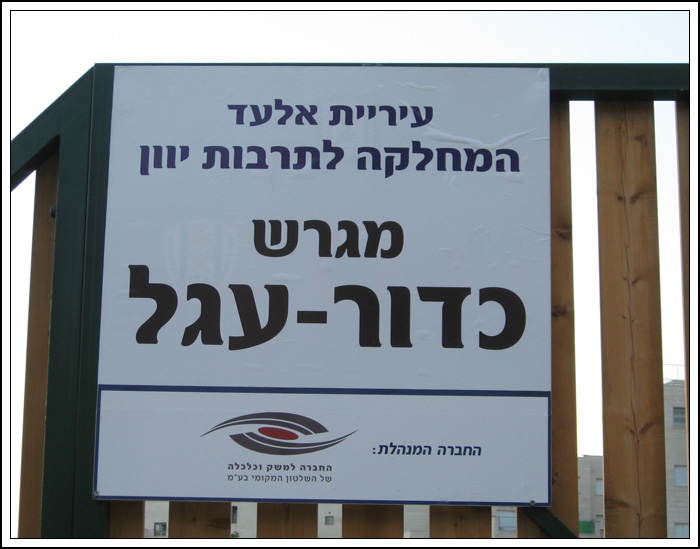 עיריית אלעד
המחלקה לתרבות יוון
מגרש
כדור-עגל
החברה המנהלת:
החברה למשק וכלכלה
של השלטון המקומי בע"מ